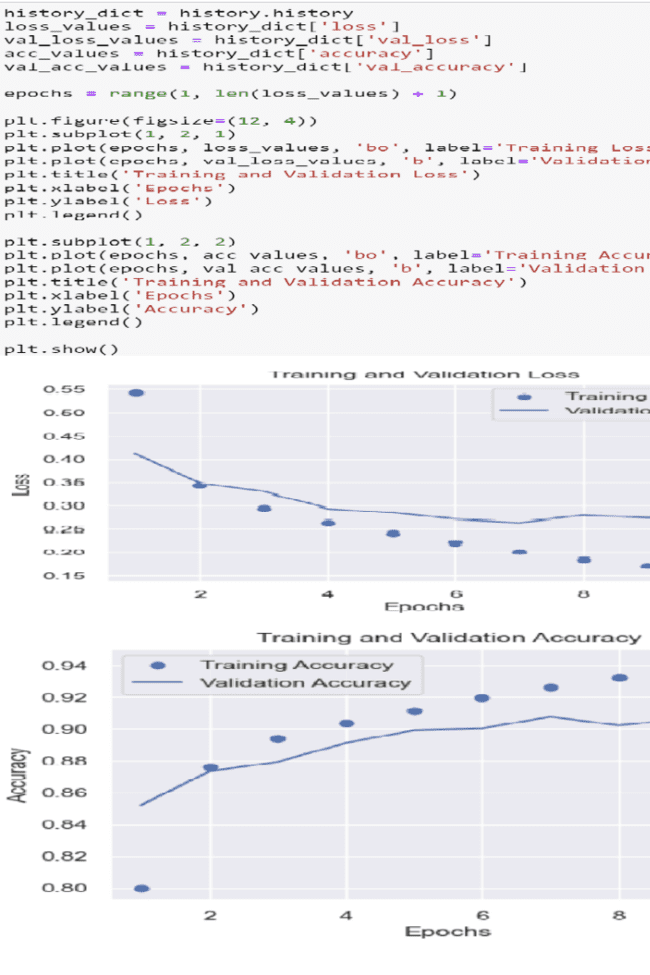 history_dict = history.history
loss_values = history_dict['loss']
val_loss_values = history_dict['val_loss']
acc_values = history_dict['accuracy']
val_acc_values = history_dict['val_accuracy']
epochs = range(1, len(loss_values) + 1)
plt.figure(figsize=(12, 4))
plt.subplot(1, 2, 1)
plt.plot(epochs, loss_values, 'bo', label='Training Los
plt.plot(epochs, val_loss_values, 'b', label='Validation
plt.title('Training and Validation Loss')
plt.xlabel('Epochs')
plt.ylabel('Loss')
plt.legend()
plt.subplot(1, 2, 2)
plt.plot(epochs, acc values, 'bo', label='Training Accur
plt.plot(epochs, val acc values, 'b', label='Validation
plt.title('Training and Validation Accuracy')
plt.xlabel('Epochs')
plt.ylabel('Accuracy')
plt.legend()
plt.show()
Training and Validation Loss
Training
Validatio
0.55
0.60
0.45
0.40
0.35
0.30
0.25
0.20
0.15
Loss
2 4 6 8
Epochs
Training and Validation Accuracy
Training Accuracy
Validation Accuracy
0.94
0.92
0.90
0.88
0.86
0.84
0.82
0.80
Accuracy
2 4 6 8
Epochs